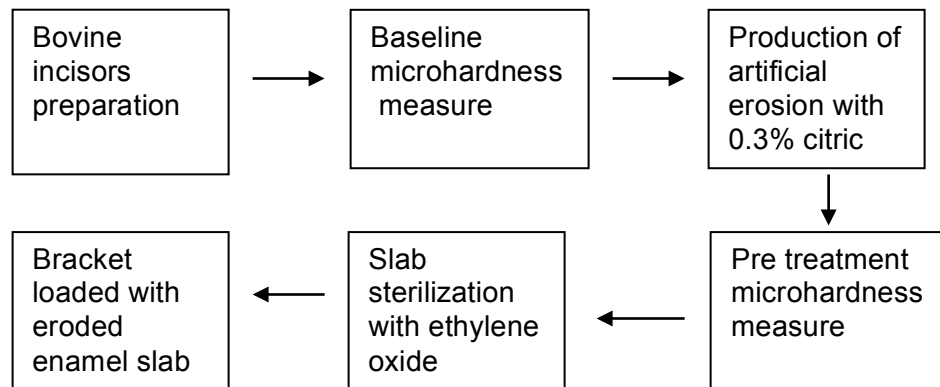 Bovine
incisors
preparation
Baseline
microhardness
measure
Production of
artificial
erosion with
0.3% citric
Pre treatment
microhardness
measure
Slab
sterilization
with ethylene
oxide
Bracket
loaded with
eroded
enamel slab